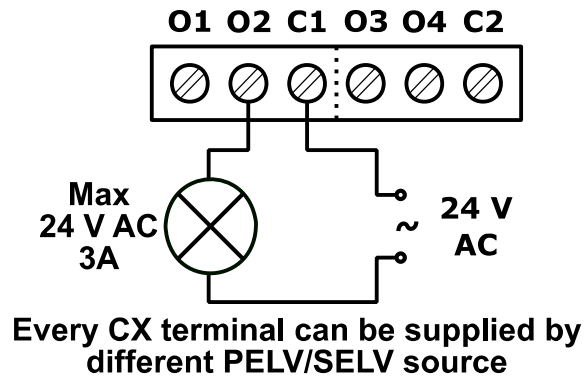 O1 O2 C1 O3 O4 C2
Max
24 V AC
3A
24 V
~
AC
Every CX terminal can be supplied by
different PELV/SELV source